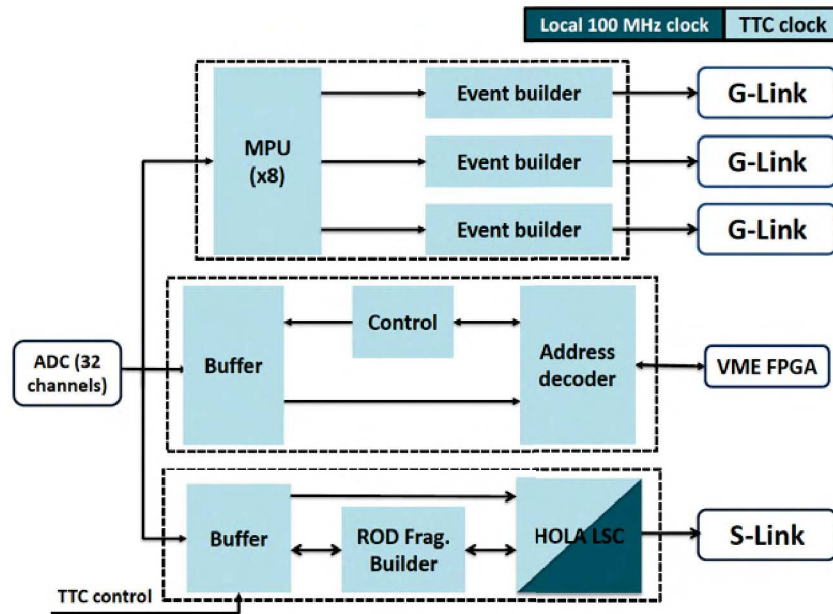 Local 100 MHz clock
TTC clock
MPU
(x8)
Event builder
G-Link
Event builder
G-Link
Event builder
G-Link
ADC (32
channels)
Buffer
Control
Address
decoder
VME FPGA
Buffer
ROD Frag.
Builder
HOLA LSC
S-Link
TTC control